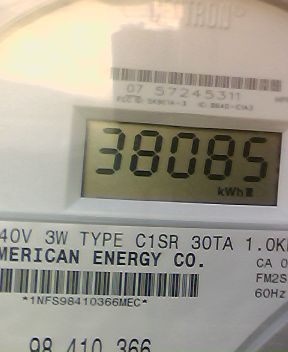 ITRON
07 57245311
38085
kWh
40V 3W TYPE C1SR 30TA 1.0K
MERICAN ENERGY CO.
CA 0
FM2S
*1NFS98410366MEC*
60Hz
98 410 366